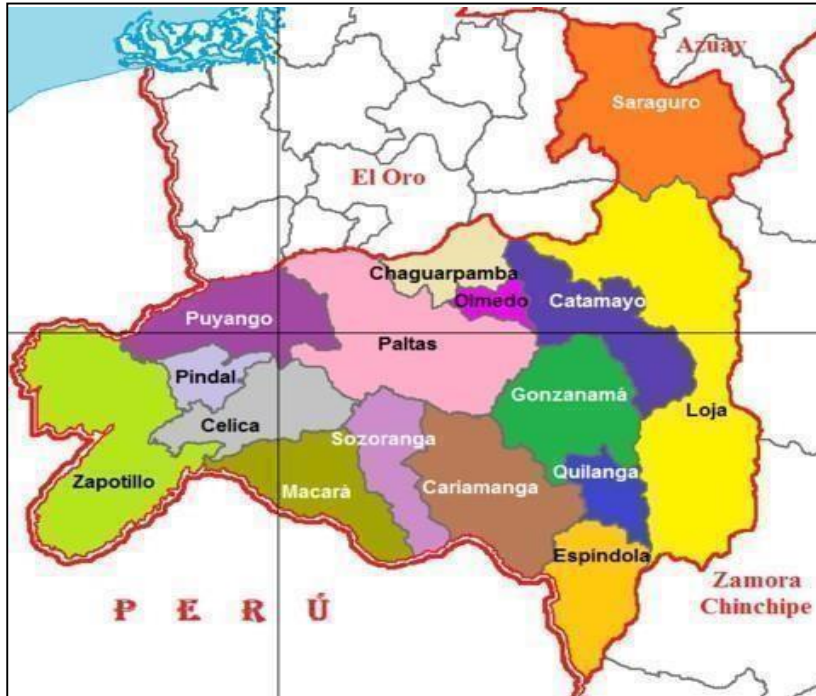 Azuay
Saraguro
El Oro
Chaguarpamba
Olmedo
Catamayo
Puyango
Paltas
Pindal
Gonzanamá
Loja
Celica
Sozoranga
Zapotillo
Macarà
Cariamanga
Quilanga
Espindola
Zamora
Chinchipe
P E R Ú